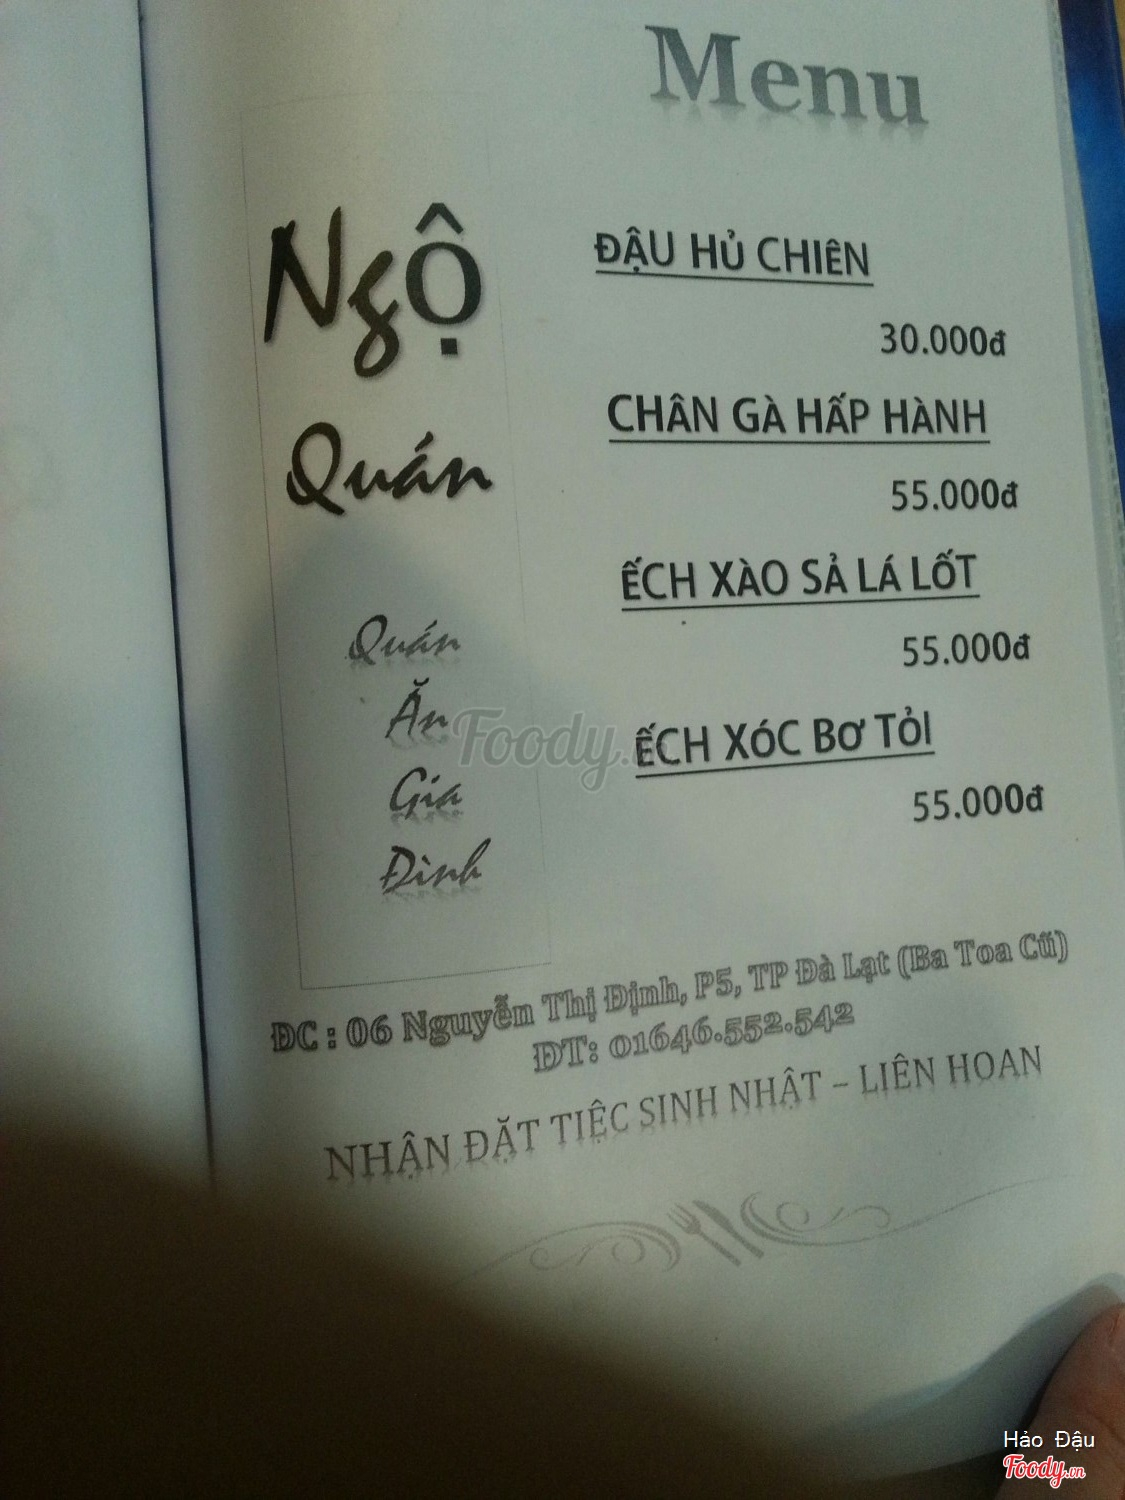 Menu
Ngộ
Quán
Quán
Ăn
Gia
Đình
ĐẬU HỦ CHIÊN
30.000đ
CHÂN GÀ HẤP HÀNH
55.000đ
ẾCH XÀO SẢ LÁ LỐT
55.000đ
ẾCH XÓC BƠ TỎI
55.000đ
ĐC : 06 Nguyễn Thị Định, P5, TP Đà Lạt (Ba Toa Cũ)
ĐT: 01646.552.542
NHẬN ĐẶT TIỆC SINH NHẬT – LIÊN HOAN
Foody.
Hảo Đậu
Foody.vn